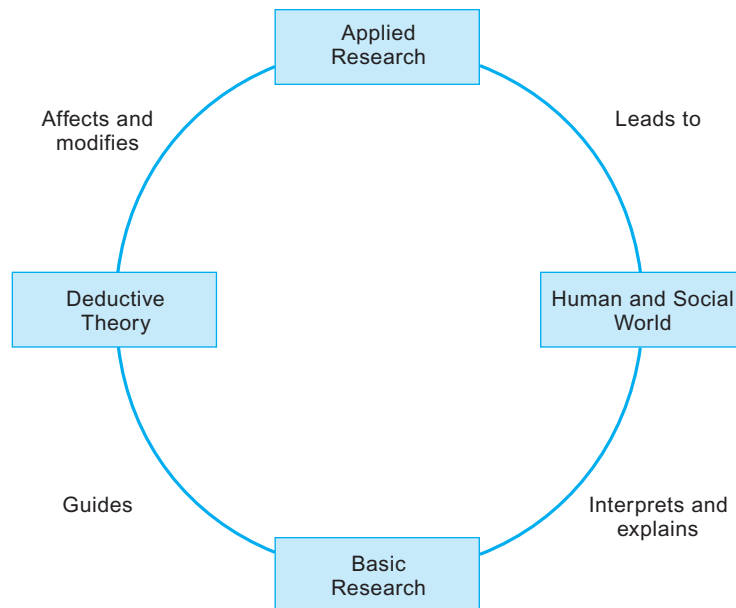 Applied
Research
Affects and
modifies
Leads to
Deductive
Theory
Human and Social
World
Guides
Interprets and
explains
Basic
Research